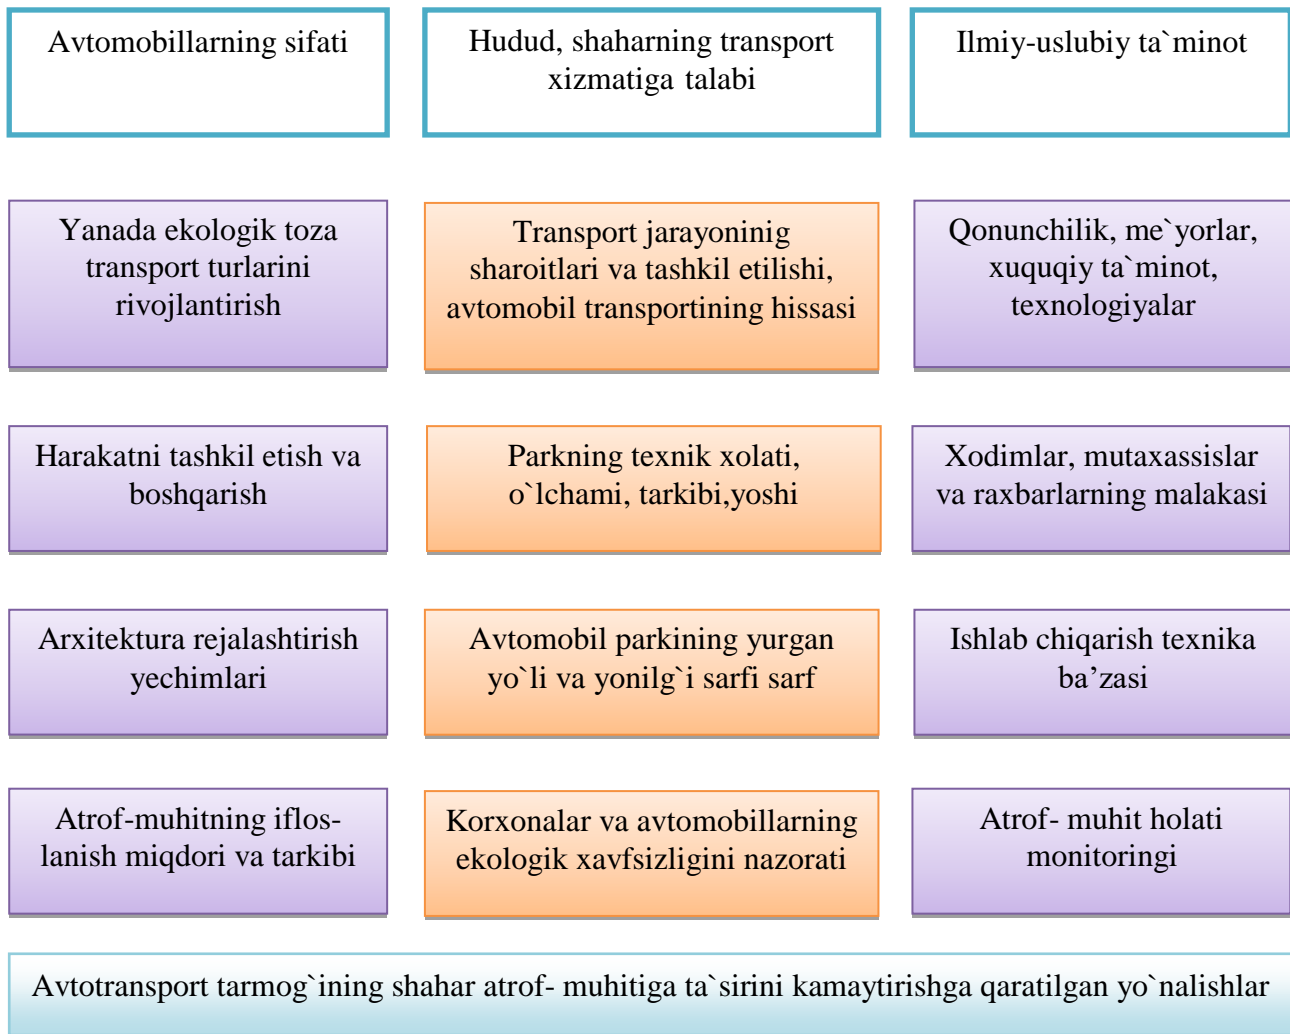 Avtomobillarning sifati
Hudud, shaharning transport
xizmatiga talabi
Ilmiy-uslubiy ta`minot
Yanada ekologik toza
transport turlarini
rivojlantirish
Transport jarayoninig
sharoitlari va tashkil etilishi,
avtomobil transportining hissasi
Qonunchilik, me`yorlar,
xuquqiy ta`minot,
texnologiyalar
Harakatni tashkil etish va
boshqarish
Parkning texnik xolati,
o`lchami, tarkibi,yoshi
Xodimlar, mutaxassislar
va raxbarlarning malakasi
Arxitektura rejalashtirish
yechimlari
Avtomobil parkining yurgan
yo`li va yonilg`i sarfi sarf
Ishlab chiqarish texnika
ba’zasi
Atrof-muhitning iflos-
lanish miqdori va tarkibi
Korxonalar va avtomobillarning
ekologik xavfsizligini nazorati
Atrof- muhit holati
monitoringi
Avtotransport tarmog`ining shahar atrof- muhitiga ta`sirini kamaytirishga qaratilgan yo`nalishlar